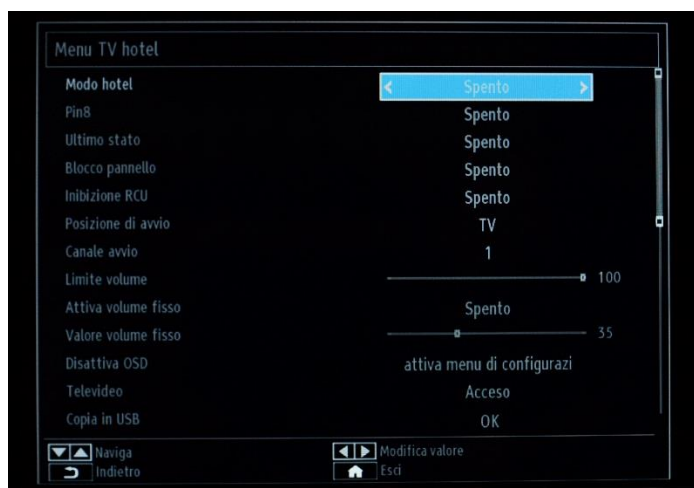 Menu TV hotel
Modo hotel < Spento >
Pin8 Spento
Ultimo stato Spento
Blocco pannello Spento
Inibizione RCU Spento
Posizione di avvio TV
Canale avvio 1
Limite volume 100
Attiva volume fisso Spento
Valore volume fisso 35
Disattiva OSD attiva menu di configurazi
Televideo Acceso
Copia in USB OK
Naviga Modifica valore
Indietro Esci